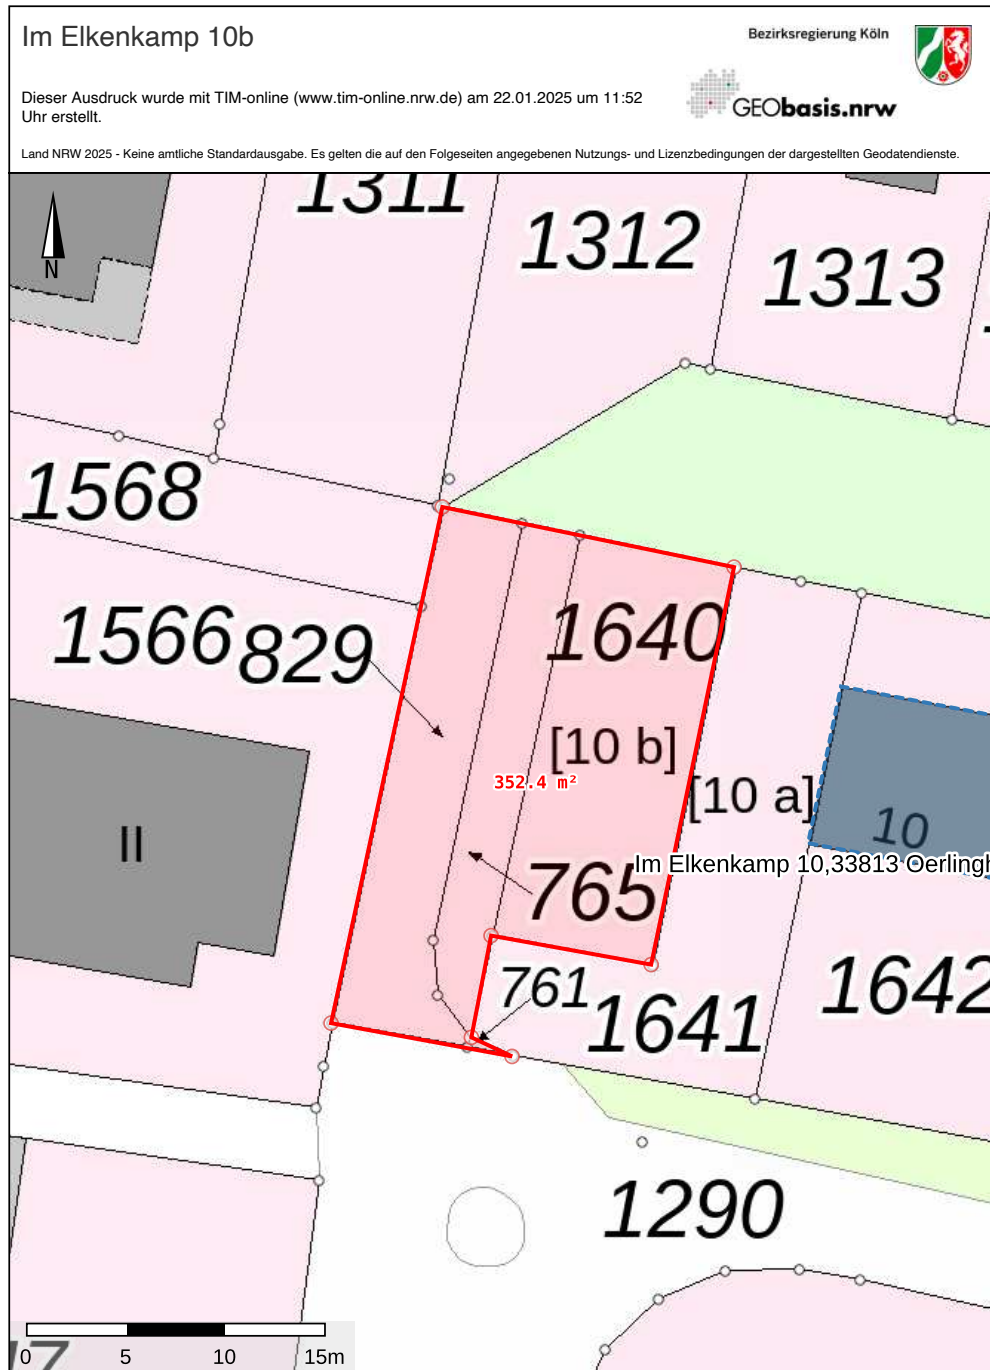 Im Elkenkamp 10b
Bezirksregierung Köln
Dieser Ausdruck wurde mit TIM-online (www.tim-online.nrw.de) am 22.01.2025 um 11:52
Uhr erstellt.
GEObasis.nrw
Land NRW 2025 - Keine amtliche Standardausgabe. Es gelten die auf den Folgeseiten angegebenen Nutzungs- und Lizenzbedingungen der dargestellten Geodatendienste.
N
1311
1312
1313
1568
1566
829
1640
[10 b]
352.4 m²
[10 a]
10
II
Im Elkenkamp 10,33813 Oerlingh
765
761
1641
1642
1290
0 5 10 15m